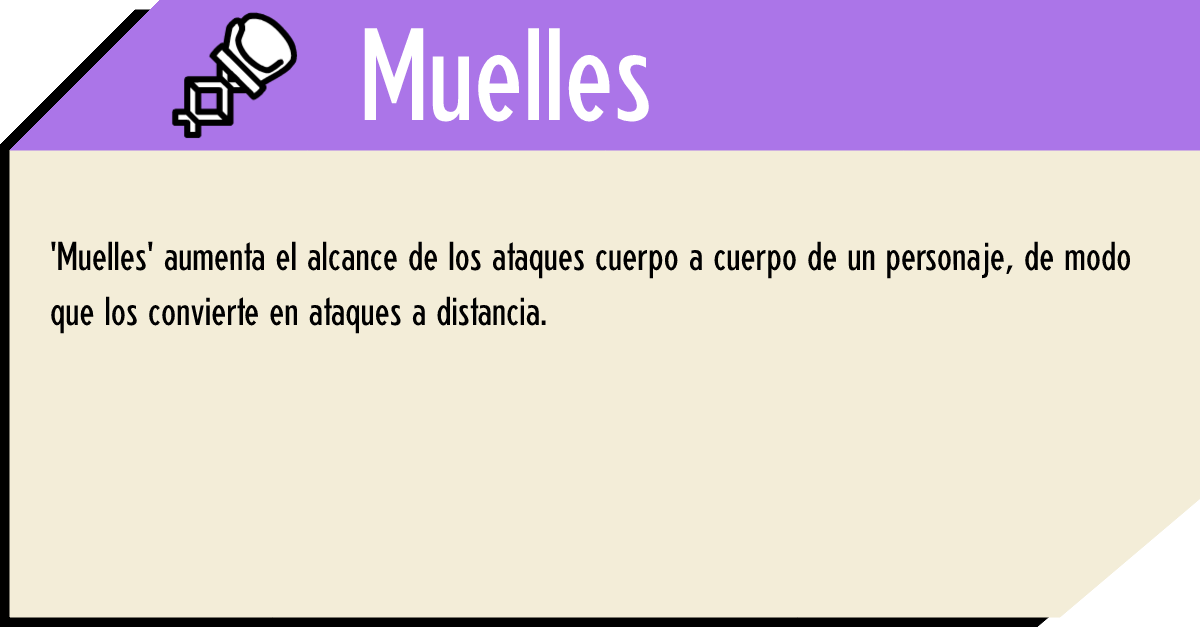 Muelles
'Muelles' aumenta el alcance de los ataques cuerpo a cuerpo de un personaje, de modo
que los convierte en ataques a distancia.